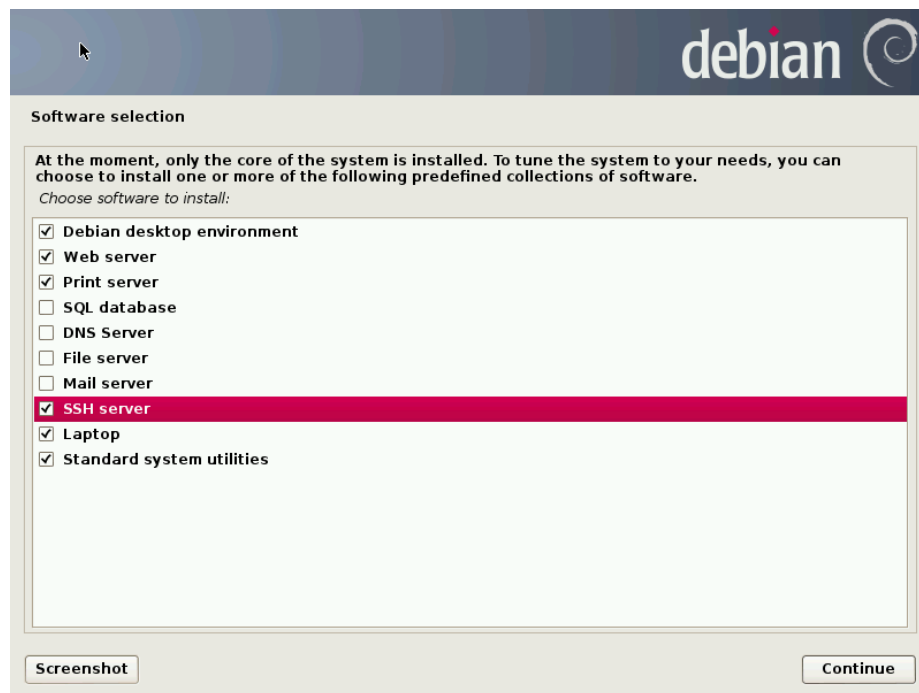 debian
Software selection
At the moment, only the core of the system is installed. To tune the system to your needs, you can
choose to install one or more of the following predefined collections of software.
Choose software to install:
Debian desktop environment
Web server
Print server
SQL database
DNS Server
File server
Mail server
SSH server
Laptop
Standard system utilities
Screenshot
Continue